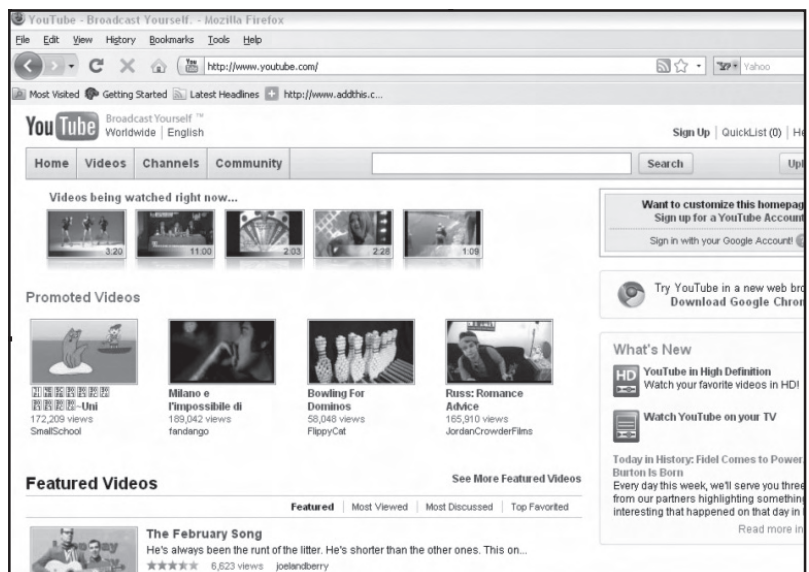 YouTube - Broadcast Yourself. - Mozilla Firefox
File Edit View History Bookmarks Tools Help
http://www.youtube.com/ Yahoo
Most Visited Getting Started Latest Headlines http://www.addthis.c...
YouTube Broadcast Yourself ™
Worldwide | English
Sign Up | QuickList (0) | He
Home Videos Channels Community Search Upl
Videos being watched right now...
3:20 11:00 2:03 2:28 1:09
Want to customize this homepag
Sign up for a YouTube Account
Sign in with your Google Account!
Try YouTube in a new web bro
Download Google Chron
Promoted Videos
~Uni
172,209 views
SmallSchool
Milano e
l'impossibile di
189,042 views
fandango
Bowling For
Dominos
58,048 views
FlippyCat
Russ: Romance
Advice
165,910 views
JordanCrowderFilms
What's New
HD YouTube in High Definition
Watch your favorite videos in HD!
Watch YouTube on your TV
Today in History: Fidel Comes to Power,
Burton Is Born
Every day this week, we'll serve you three
from our partners highlighting something
interesting that happened on that day in
Read more in
Featured Videos
See More Featured Videos
Featured | Most Viewed | Most Discussed | Top Favorited
The February Song
He's always been the runt of the litter. He's shorter than the other ones. This on...
6,623 views joelandberry